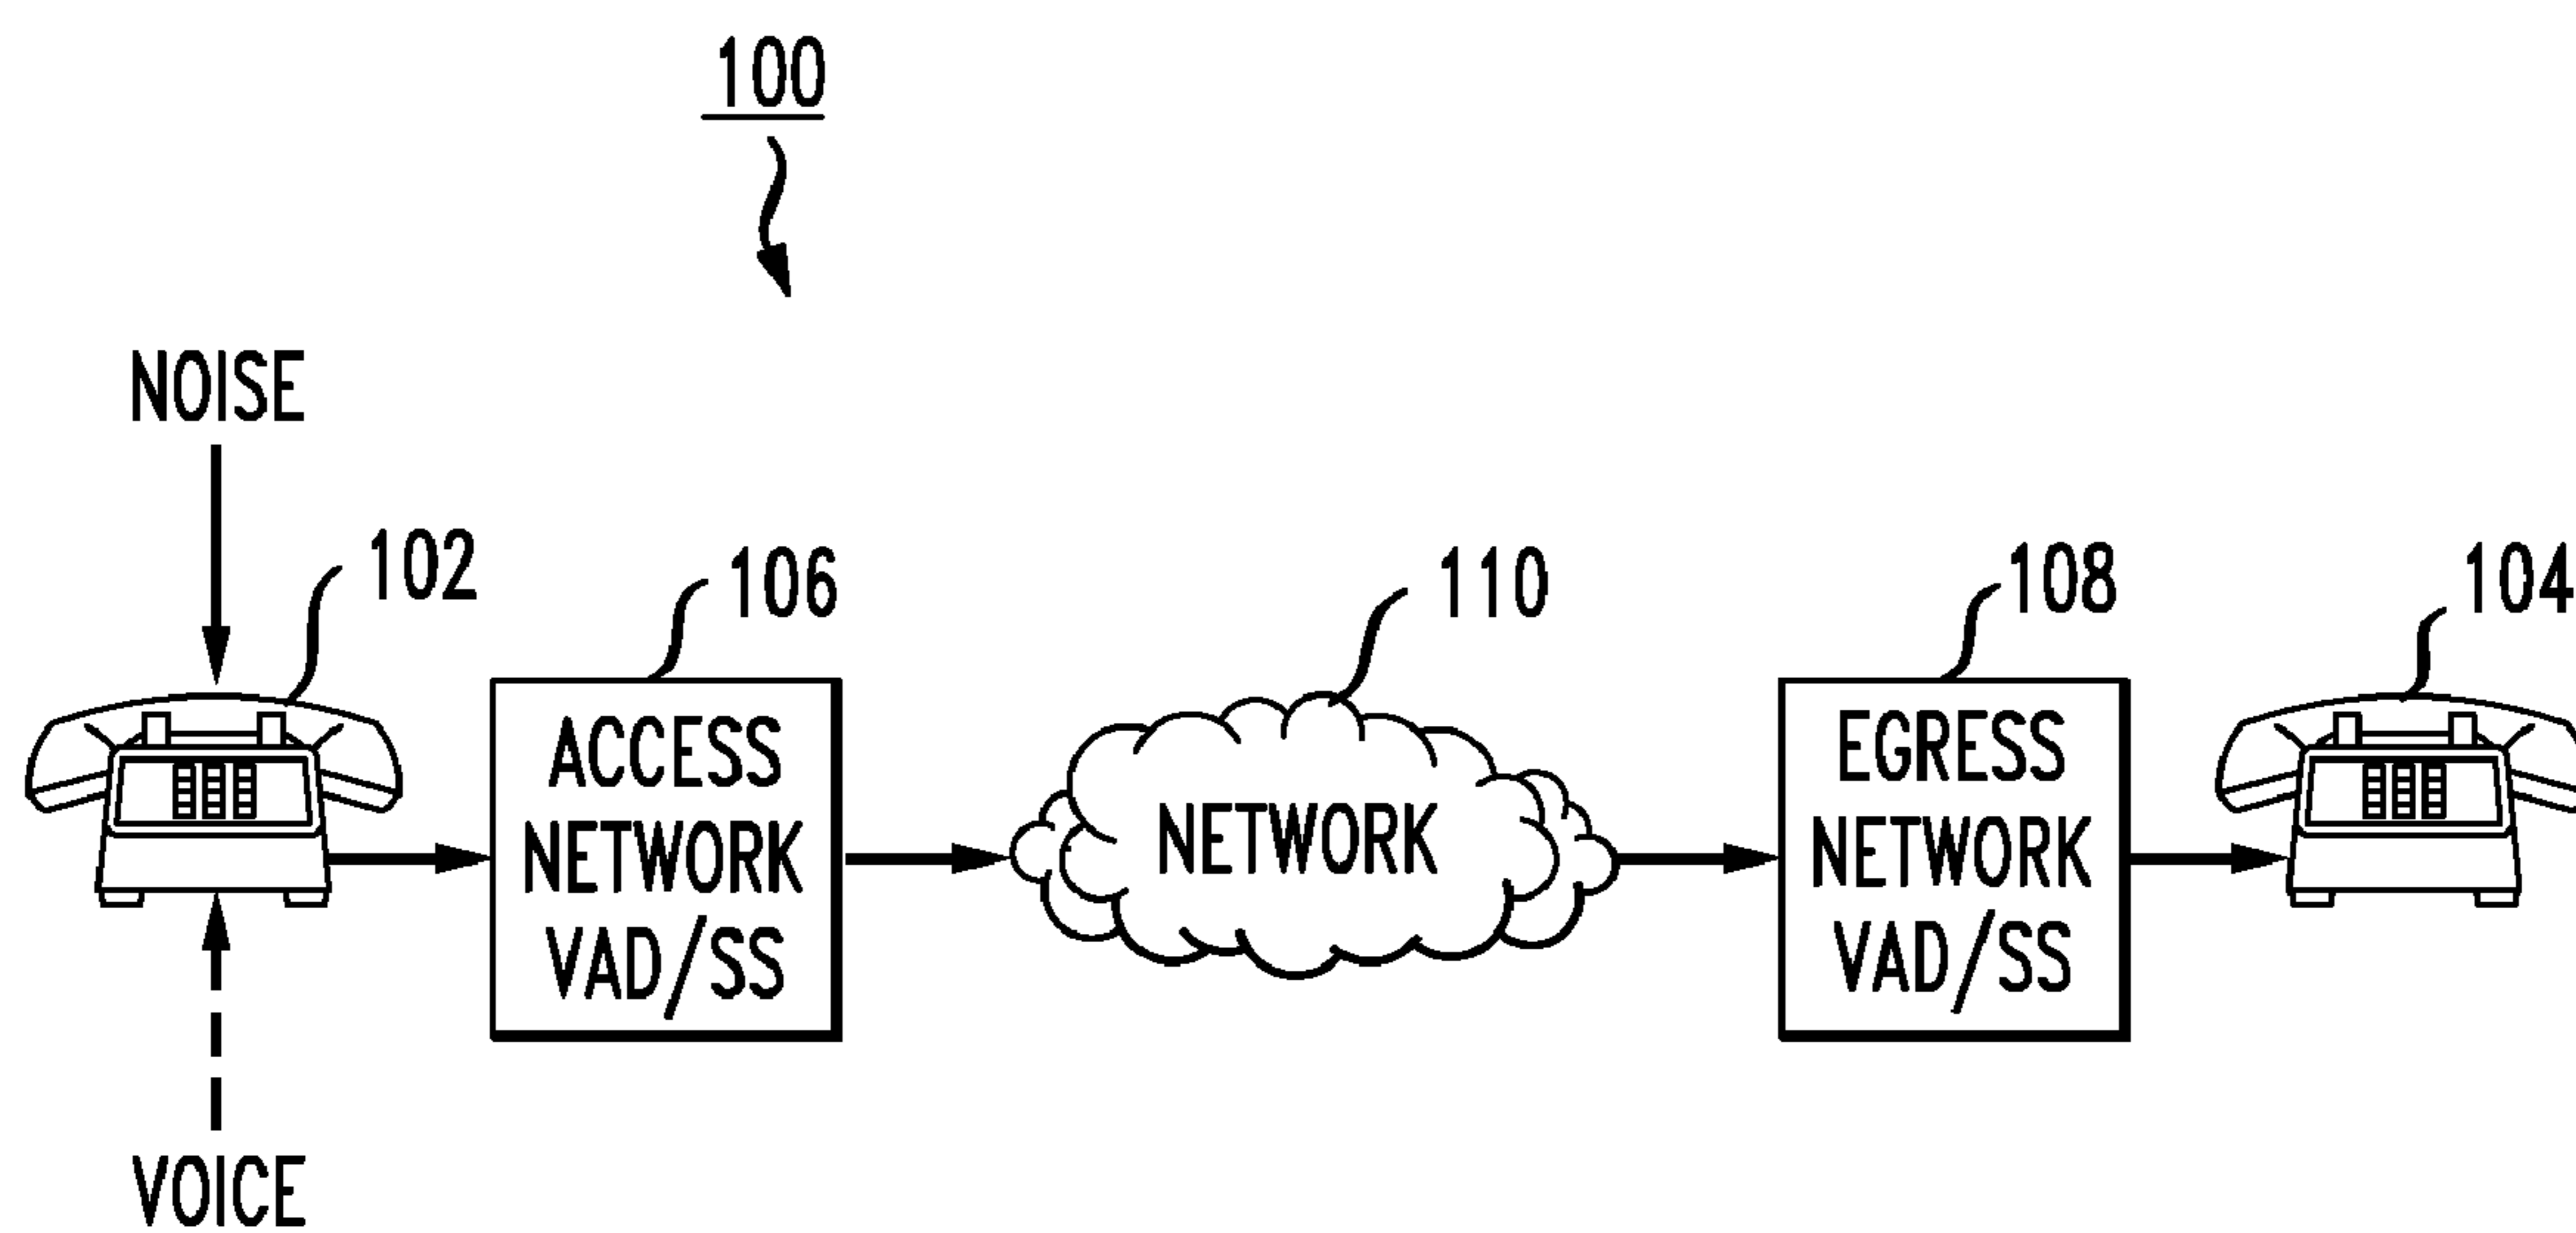 100
NOISE
102
106
110
108
104
ACCESS
NETWORK
VAD/SS
NETWORK
EGRESS
NETWORK
VAD/SS
VOICE